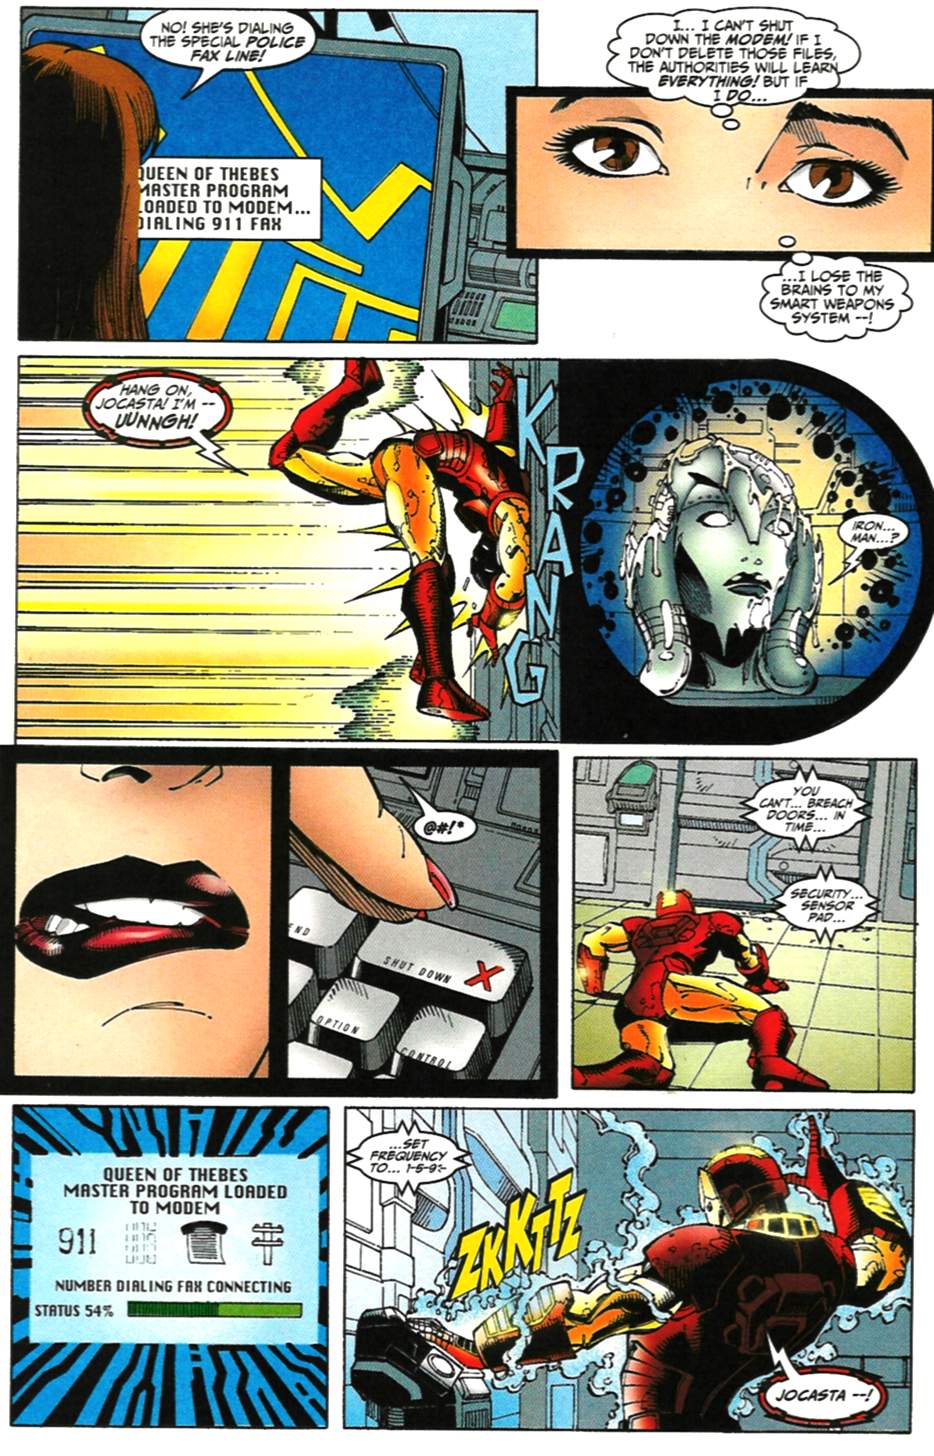 NO! SHE'S DIALING
THE SPECIAL POLICE
FAX LINE!
QUEEN OF THEBES
MASTER PROGRAM
LOADED TO MODEM...
DIALING 911 FAX
I... I CAN'T SHUT
DOWN THE MODEM! IF I
DON'T DELETE THOSE FILES,
THE AUTHORITIES WILL LEARN
EVERYTHING! BUT IF
I DO...
...I LOSE THE
BRAINS TO MY
SMART WEAPONS
SYSTEM --!
HANG ON,
JOCASTA! I'M --
UUNNGH!
KRANG
IRON...
MAN...?
@#!*
END
SHUT DOWN X
OPTION
CONTROL
YOU
CAN'T... BREACH
DOORS... IN
TIME...
SECURITY...
SENSOR
PAD...
QUEEN OF THEBES
MASTER PROGRAM LOADED
TO MODEM
911
NUMBER DIALING FAX CONNECTING
STATUS 54%
...SET
FREQUENCY
TO... 1-5-9-
ZKKTTZ
JOCASTA --!